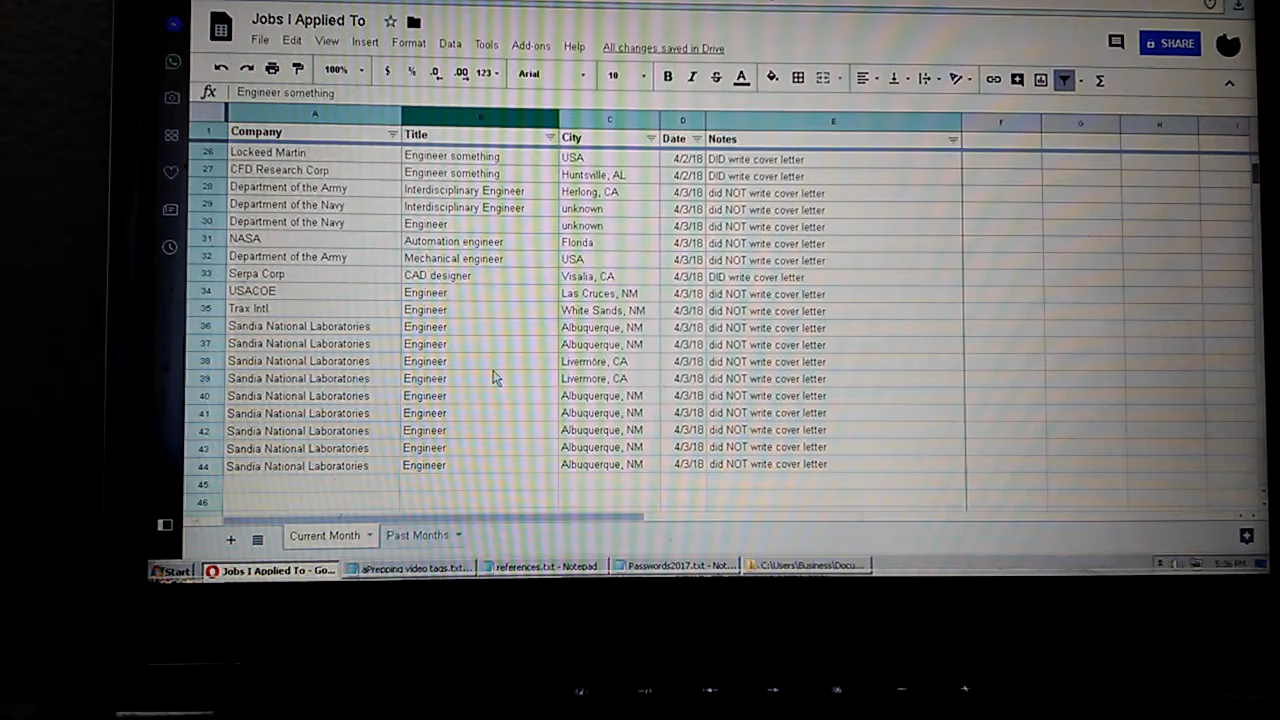 Jobs I Applied To
File Edit View Insert Format Data Tools Add-ons Help All changes saved in Drive
SHARE
100% $ % .0 .00 123 Arial 10 B I S A Σ
fx Engineer something
A B C D E F G H I
1 Company Title City Date Notes
26 Lockeed Martin Engineer something USA 4/2/18 DID write cover letter
27 CFD Research Corp Engineer something Huntsville, AL 4/2/18 DID write cover letter
28 Department of the Army Interdisciplinary Engineer Herlong, CA 4/3/18 did NOT write cover letter
29 Department of the Navy Interdisciplinary Engineer unknown 4/3/18 did NOT write cover letter
30 Department of the Navy Engineer unknown 4/3/18 did NOT write cover letter
31 NASA Automation engineer Florida 4/3/18 did NOT write cover letter
32 Department of the Army Mechanical engineer USA 4/3/18 did NOT write cover letter
33 Serpa Corp CAD designer Visalia, CA 4/3/18 DID write cover letter
34 USACOE Engineer Las Cruces, NM 4/3/18 did NOT write cover letter
35 Trax Intl. Engineer White Sands, NM 4/3/18 did NOT write cover letter
36 Sandia National Laboratories Engineer Albuquerque, NM 4/3/18 did NOT write cover letter
37 Sandia National Laboratories Engineer Albuquerque, NM 4/3/18 did NOT write cover letter
38 Sandia National Laboratories Engineer Livermore, CA 4/3/18 did NOT write cover letter
39 Sandia National Laboratories Engineer Livermore, CA 4/3/18 did NOT write cover letter
40 Sandia National Laboratories Engineer Albuquerque, NM 4/3/18 did NOT write cover letter
41 Sandia National Laboratories Engineer Albuquerque, NM 4/3/18 did NOT write cover letter
42 Sandia National Laboratories Engineer Albuquerque, NM 4/3/18 did NOT write cover letter
43 Sandia National Laboratories Engineer Albuquerque, NM 4/3/18 did NOT write cover letter
44 Sandia National Laboratories Engineer Albuquerque, NM 4/3/18 did NOT write cover letter
45
46
+ Current Month Past Months
Start Jobs I Applied To - Go... aPrepping video tags.txt... references.txt - Notepad Passwords2017.txt - Not... C:\Users\Business\Docu... 5:36 PM